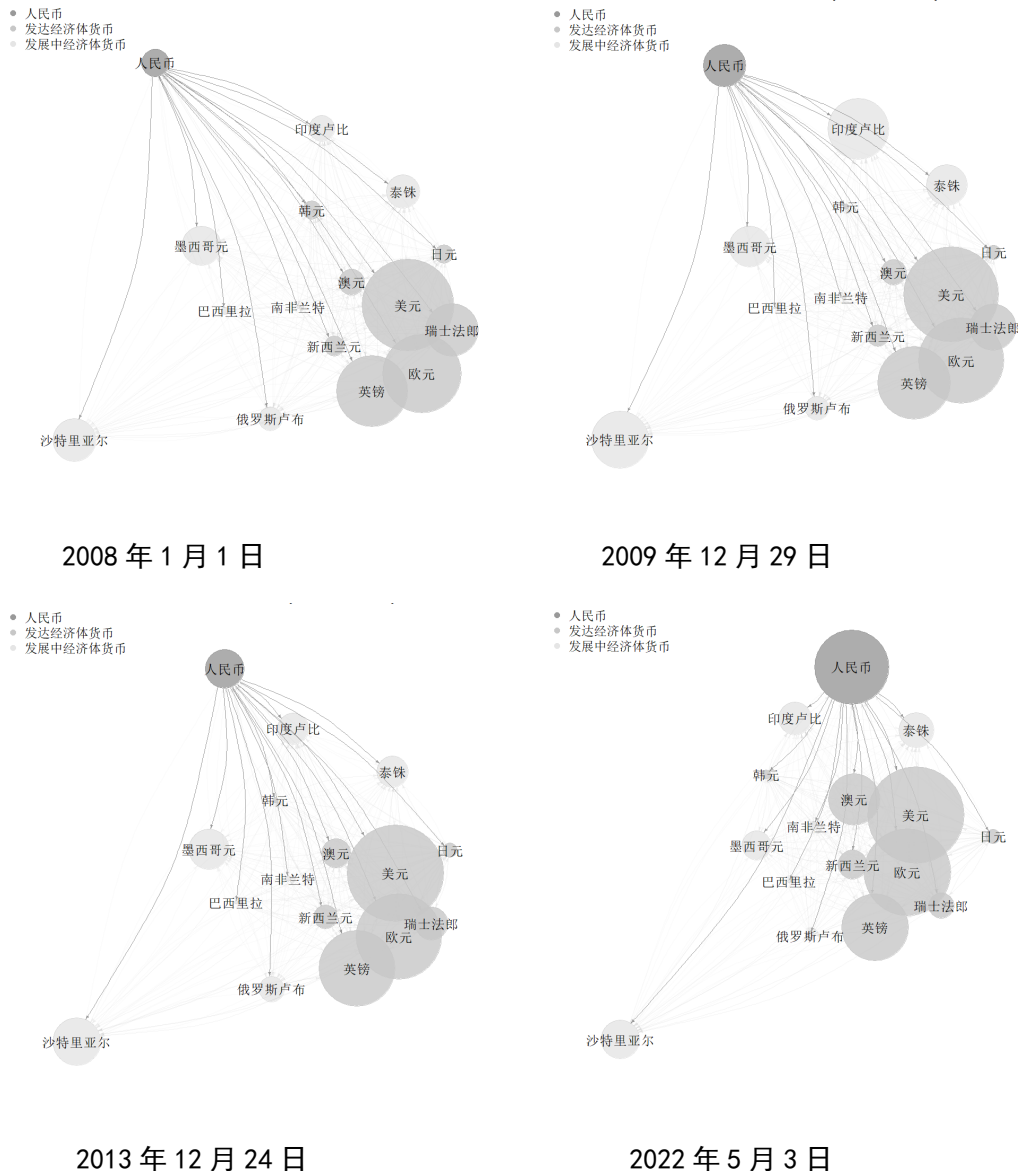 人民币
发达经济体货币
发展中经济体货币
人民币
印度卢比
泰铢
韩元
墨西哥元
日元
澳元
美元
巴西里拉
南非兰特
瑞士法郎
新西兰元
欧元
英镑
俄罗斯卢布
沙特里亚尔
2008 年 1 月 1 日
人民币
发达经济体货币
发展中经济体货币
人民币
印度卢比
泰铢
韩元
墨西哥元
日元
澳元
美元
南非兰特
巴西里拉
瑞士法郎
新西兰元
欧元
英镑
俄罗斯卢布
沙特里亚尔
2009 年 12 月 29 日
人民币
发达经济体货币
发展中经济体货币
人民币
印度卢比
泰铢
韩元
墨西哥元
澳元
日元
美元
南非兰特
巴西里拉
新西兰元
瑞士法郎
欧元
英镑
俄罗斯卢布
沙特里亚尔
2013 年 12 月 24 日
人民币
发达经济体货币
发展中经济体货币
人民币
印度卢比
泰铢
韩元
澳元
美元
南非兰特
日元
墨西哥元
新西兰元
欧元
巴西里拉
瑞士法郎
英镑
俄罗斯卢布
沙特里亚尔
2022 年 5 月 3 日